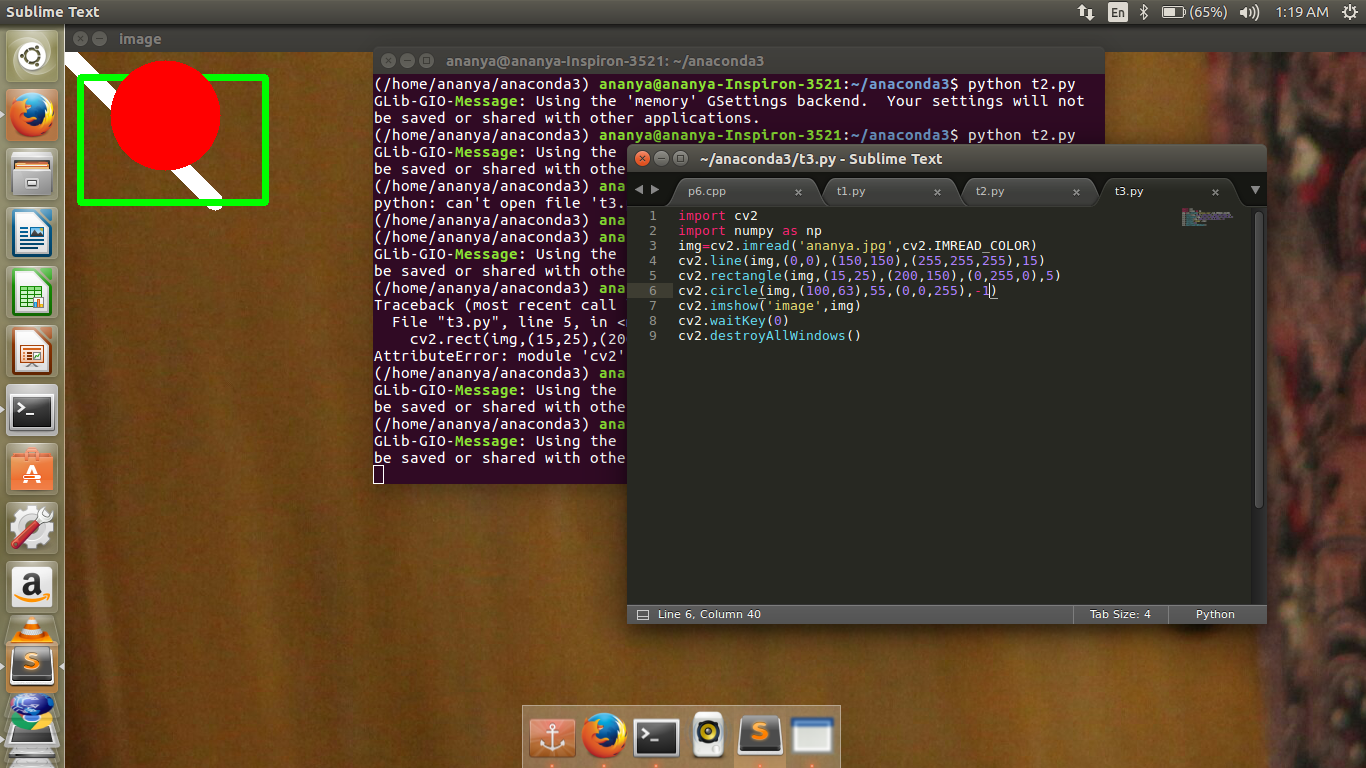 Sublime Text
En
(65%)
1:19 AM
image
ananya@ananya-Inspiron-3521: ~/anaconda3
(/home/ananya/anaconda3) ananya@ananya-Inspiron-3521:~/anaconda3$ python t2.py
GLib-GIO-Message: Using the 'memory' GSettings backend.  Your settings will not
be saved or shared with other applications.
(/home/ananya/anaconda3) ananya@ananya-Inspiron-3521:~/anaconda3$ python t2.py
GLib-GIO-Message: Using the
be saved or shared with othe
(/home/ananya/anaconda3) ana
python: can't open file 't3.
(/home/ananya/anaconda3) ana
(/home/ananya/anaconda3) ana
GLib-GIO-Message: Using the
be saved or shared with othe
(/home/ananya/anaconda3) ana
Traceback (most recent call
File "t3.py", line 5, in <
cv2.rect(img,(15,25),(20
AttributeError: module 'cv2'
(/home/ananya/anaconda3) ana
GLib-GIO-Message: Using the
be saved or shared with othe
(/home/ananya/anaconda3) ana
GLib-GIO-Message: Using the
be saved or shared with othe
~/anaconda3/t3.py - Sublime Text
p6.cpp
t1.py
t2.py
t3.py
1 import cv2
2 import numpy as np
3 img=cv2.imread('ananya.jpg',cv2.IMREAD_COLOR)
4 cv2.line(img,(0,0),(150,150),(255,255,255),15)
5 cv2.rectangle(img,(15,25),(200,150),(0,255,0),5)
6 cv2.circle(img,(100,63),55,(0,0,255),-1)
7 cv2.imshow('image',img)
8 cv2.waitKey(0)
9 cv2.destroyAllWindows()
Line 6, Column 40
Tab Size: 4
Python